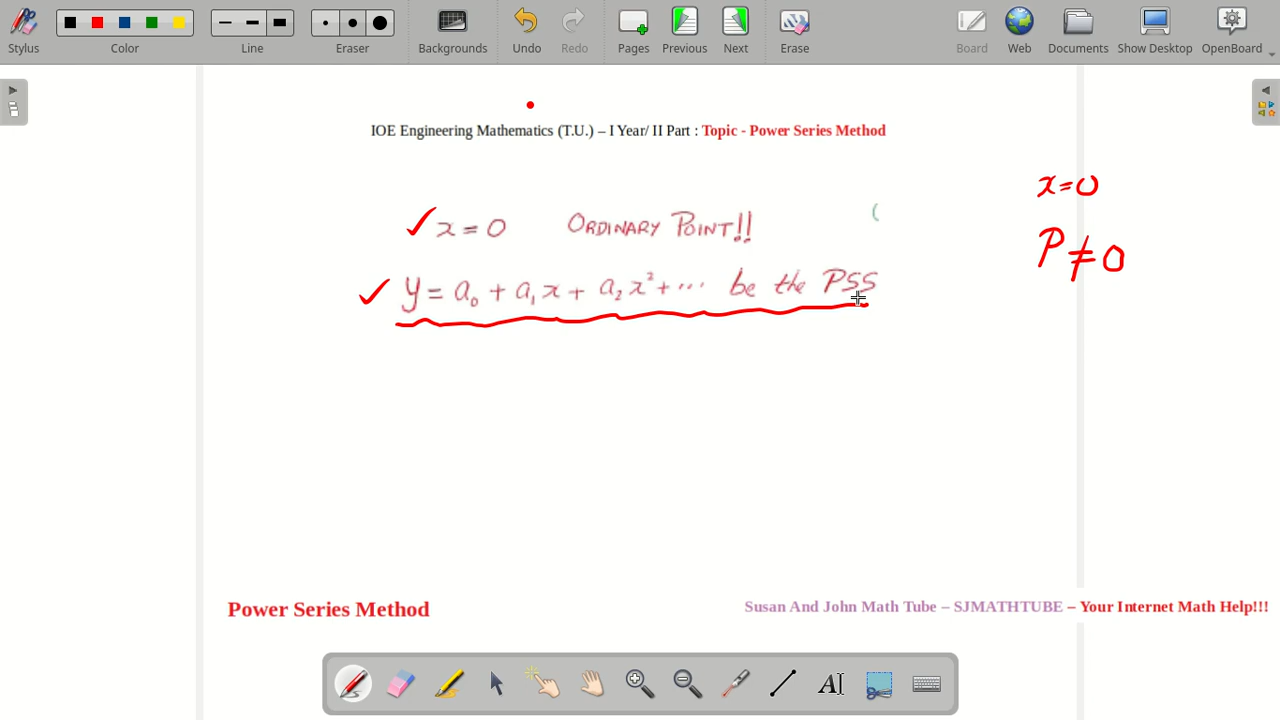 Stylus Color Line Eraser Backgrounds Undo Redo Pages Previous Next Erase Board Web Documents Show Desktop OpenBoard
IOE Engineering Mathematics (T.U.) – I Year/ II Part : Topic - Power Series Method
x=0
✓ x = 0 ORDINARY POINT!! (
P≠0
✓ y = a₀ + a₁x + a₂x² + ... be the PSS
Power Series Method
Susan And John Math Tube – SJMATHTUBE – Your Internet Math Help!!!
AI